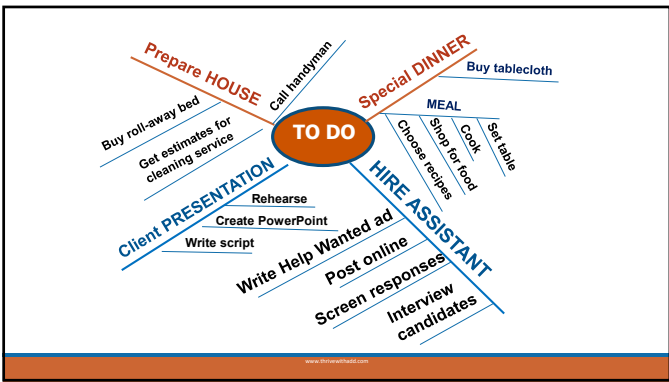 TO DO
Prepare HOUSE
Call handyman
Buy roll-away bed
Get estimates for
cleaning service
Special DINNER
Buy tablecloth
MEAL
Choose recipes
Shop for food
Cook
Set table
Client PRESENTATION
Rehearse
Create PowerPoint
Write script
HIRE ASSISTANT
Write Help Wanted ad
Post online
Screen responses
Interview
candidates
www.thrivewithadd.com